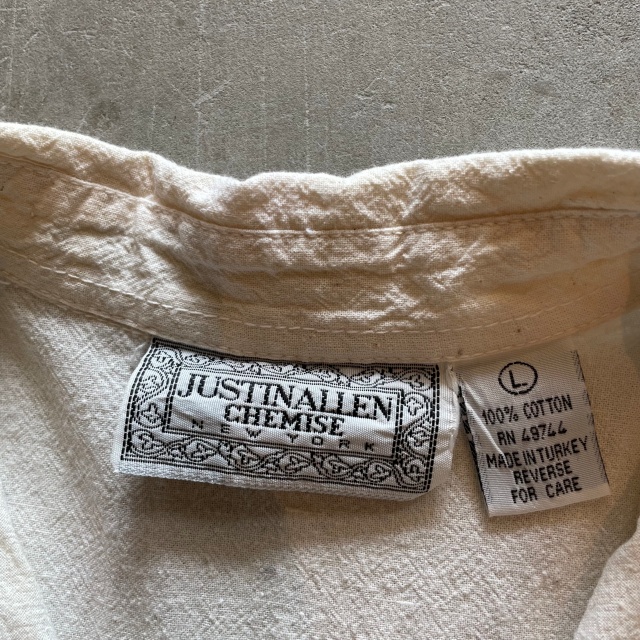 JUSTINALLEN
CHEMISE
NEW YORK
L
100% COTTON
RN 49744
MADE IN TURKEY
REVERSE
FOR CARE